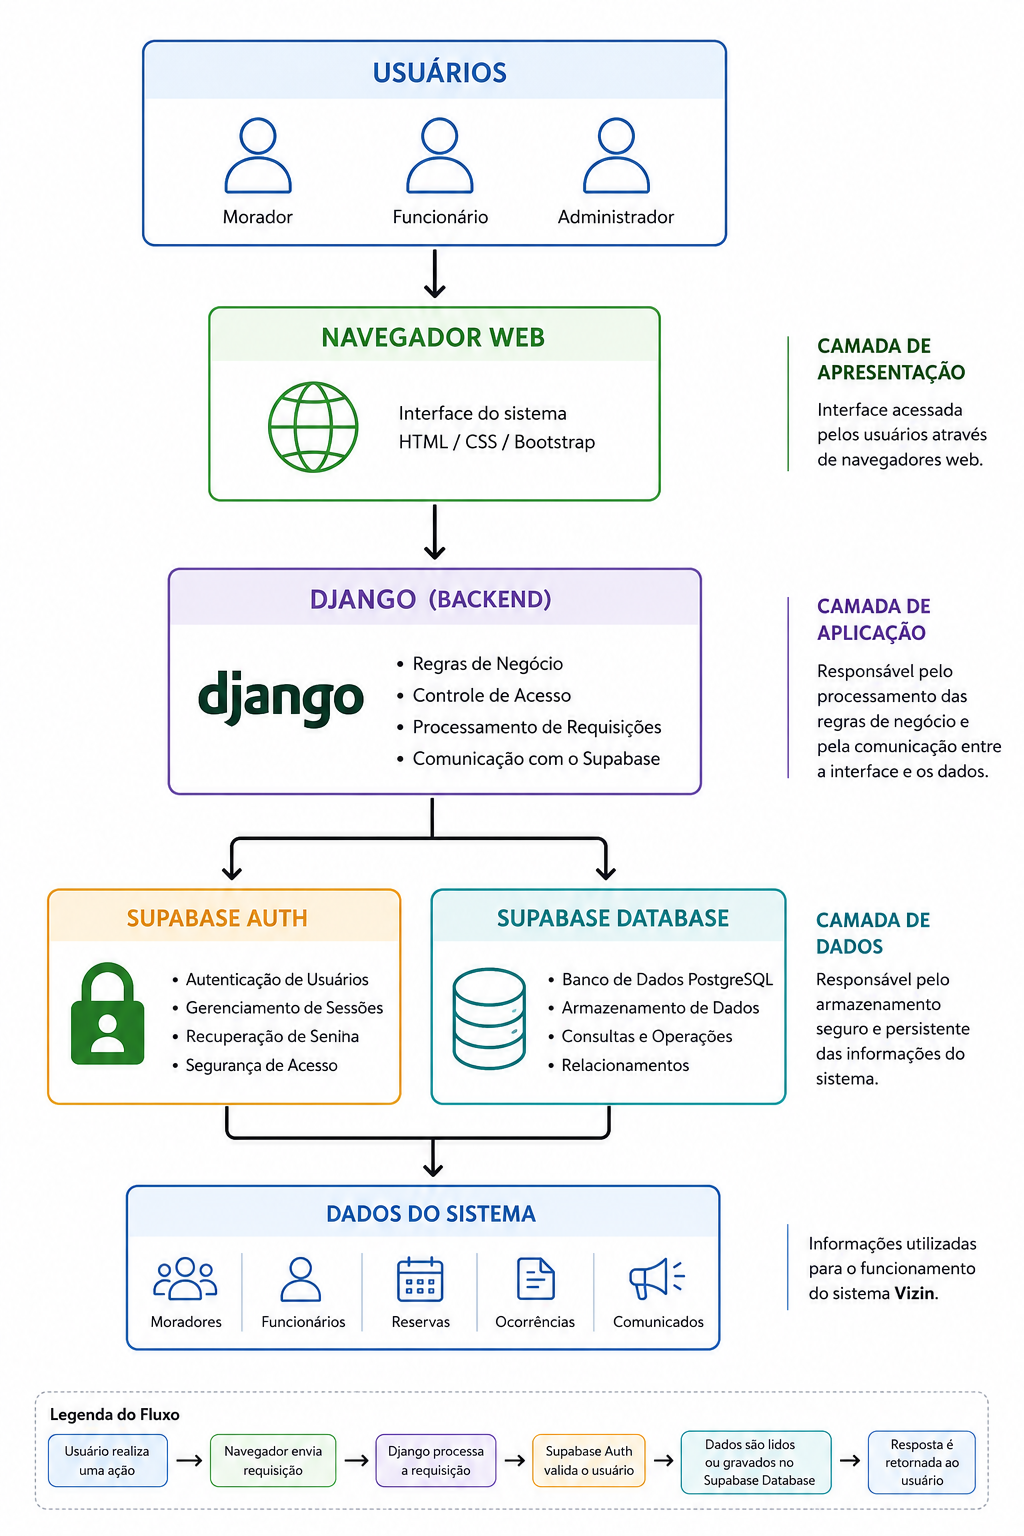 USUÁRIOS
Morador
Funcionário
Administrador
NAVEGADOR WEB
Interface do sistema
HTML / CSS / Bootstrap
CAMADA DE
APRESENTAÇÃO
Interface acessada
pelos usuários através
de navegadores web.
DJANGO (BACKEND)
django
• Regras de Negócio
• Controle de Acesso
• Processamento de Requisições
• Comunicação com o Supabase
CAMADA DE
APLICAÇÃO
Responsável pelo
processamento das
regras de negócio e
pela comunicação entre
a interface e os dados.
SUPABASE AUTH
• Autenticação de Usuários
• Gerenciamento de Sessões
• Recuperação de Seniha
• Segurança de Acesso
SUPABASE DATABASE
• Banco de Dados PostgreSQL
• Armazenamento de Dados
• Consultas e Operações
• Relacionamentos
CAMADA DE
DADOS
Responsável pelo
armazenamento
seguro e persistente
das informações do
sistema.
DADOS DO SISTEMA
Moradores
Funcionários
Reservas
Ocorrências
Comunicados
Informações utilizadas
para o funcionamento
do sistema Vizin.
Legenda do Fluxo
Usuário realiza
uma ação
Navegador envia
requisição
Django processa
a requisição
Supabase Auth
valida o usuário
Dados são lidos
ou gravados no
Supabase Database
Resposta é
retornada ao
usuário